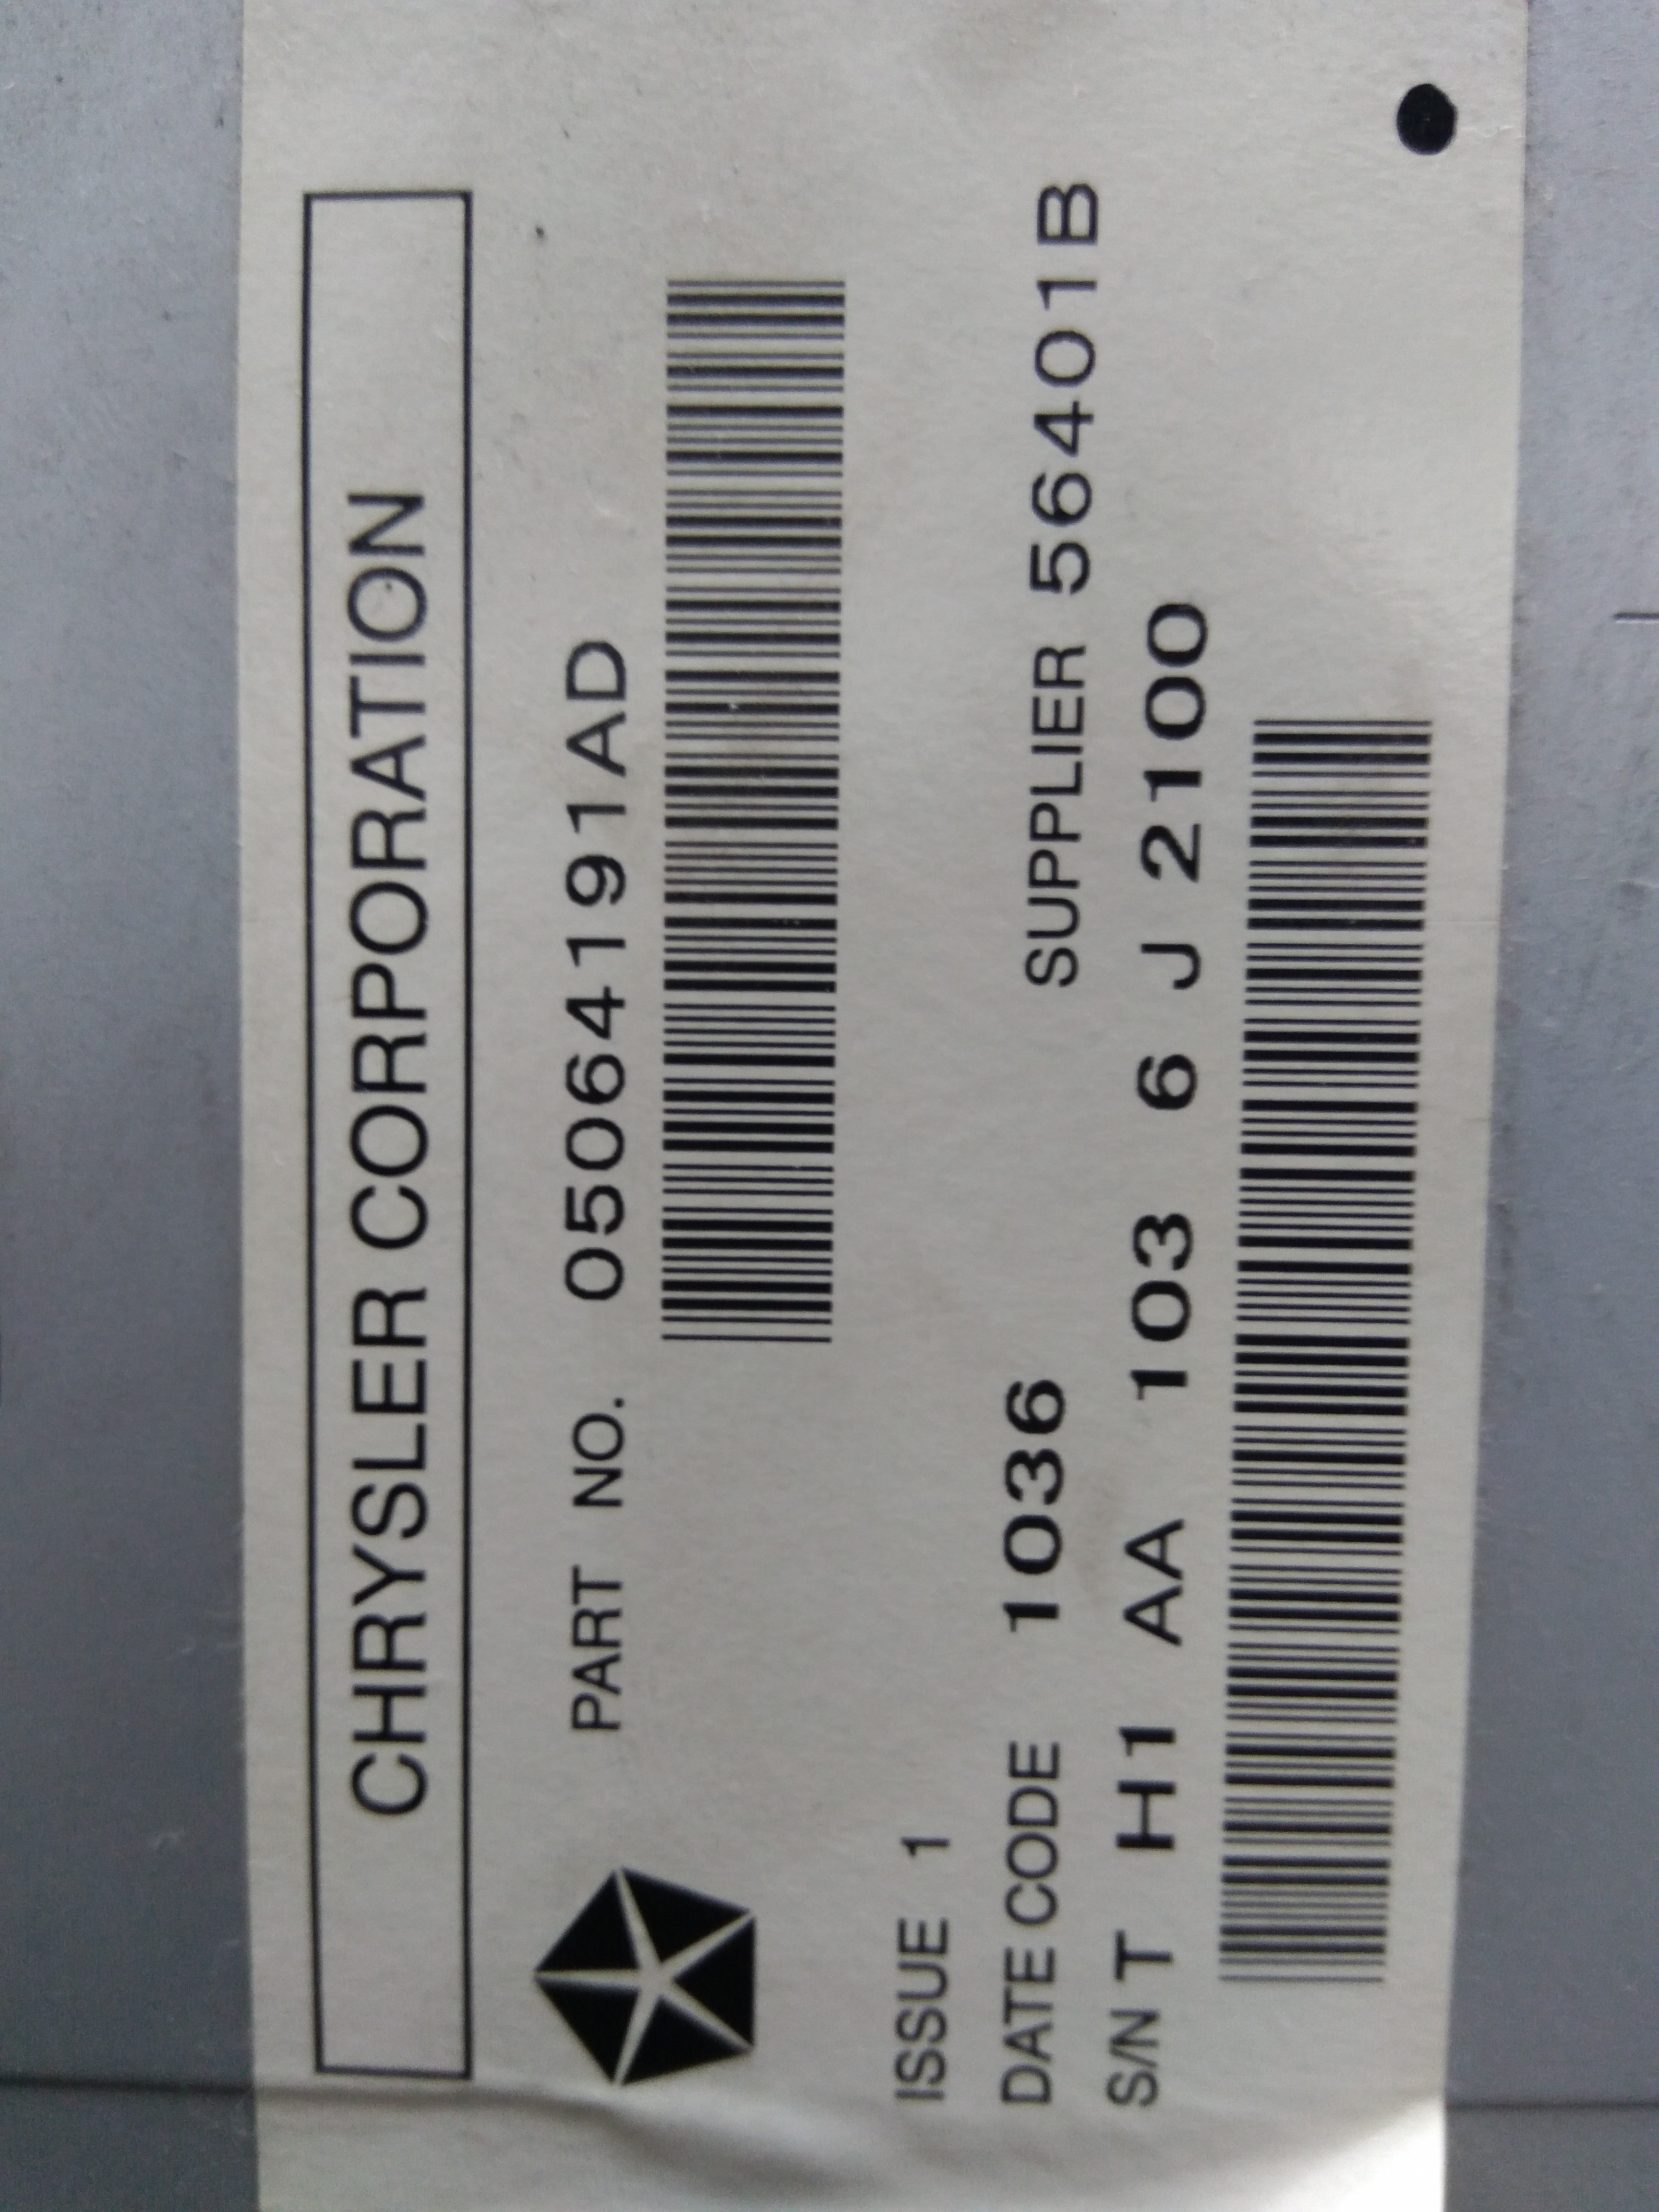 CHRYSLER CORPORATION
PART NO. 05064191AD
ISSUE 1
DATE CODE 1036 SUPPLIER 56401B
S/N T H1 AA 103 6 J 2100